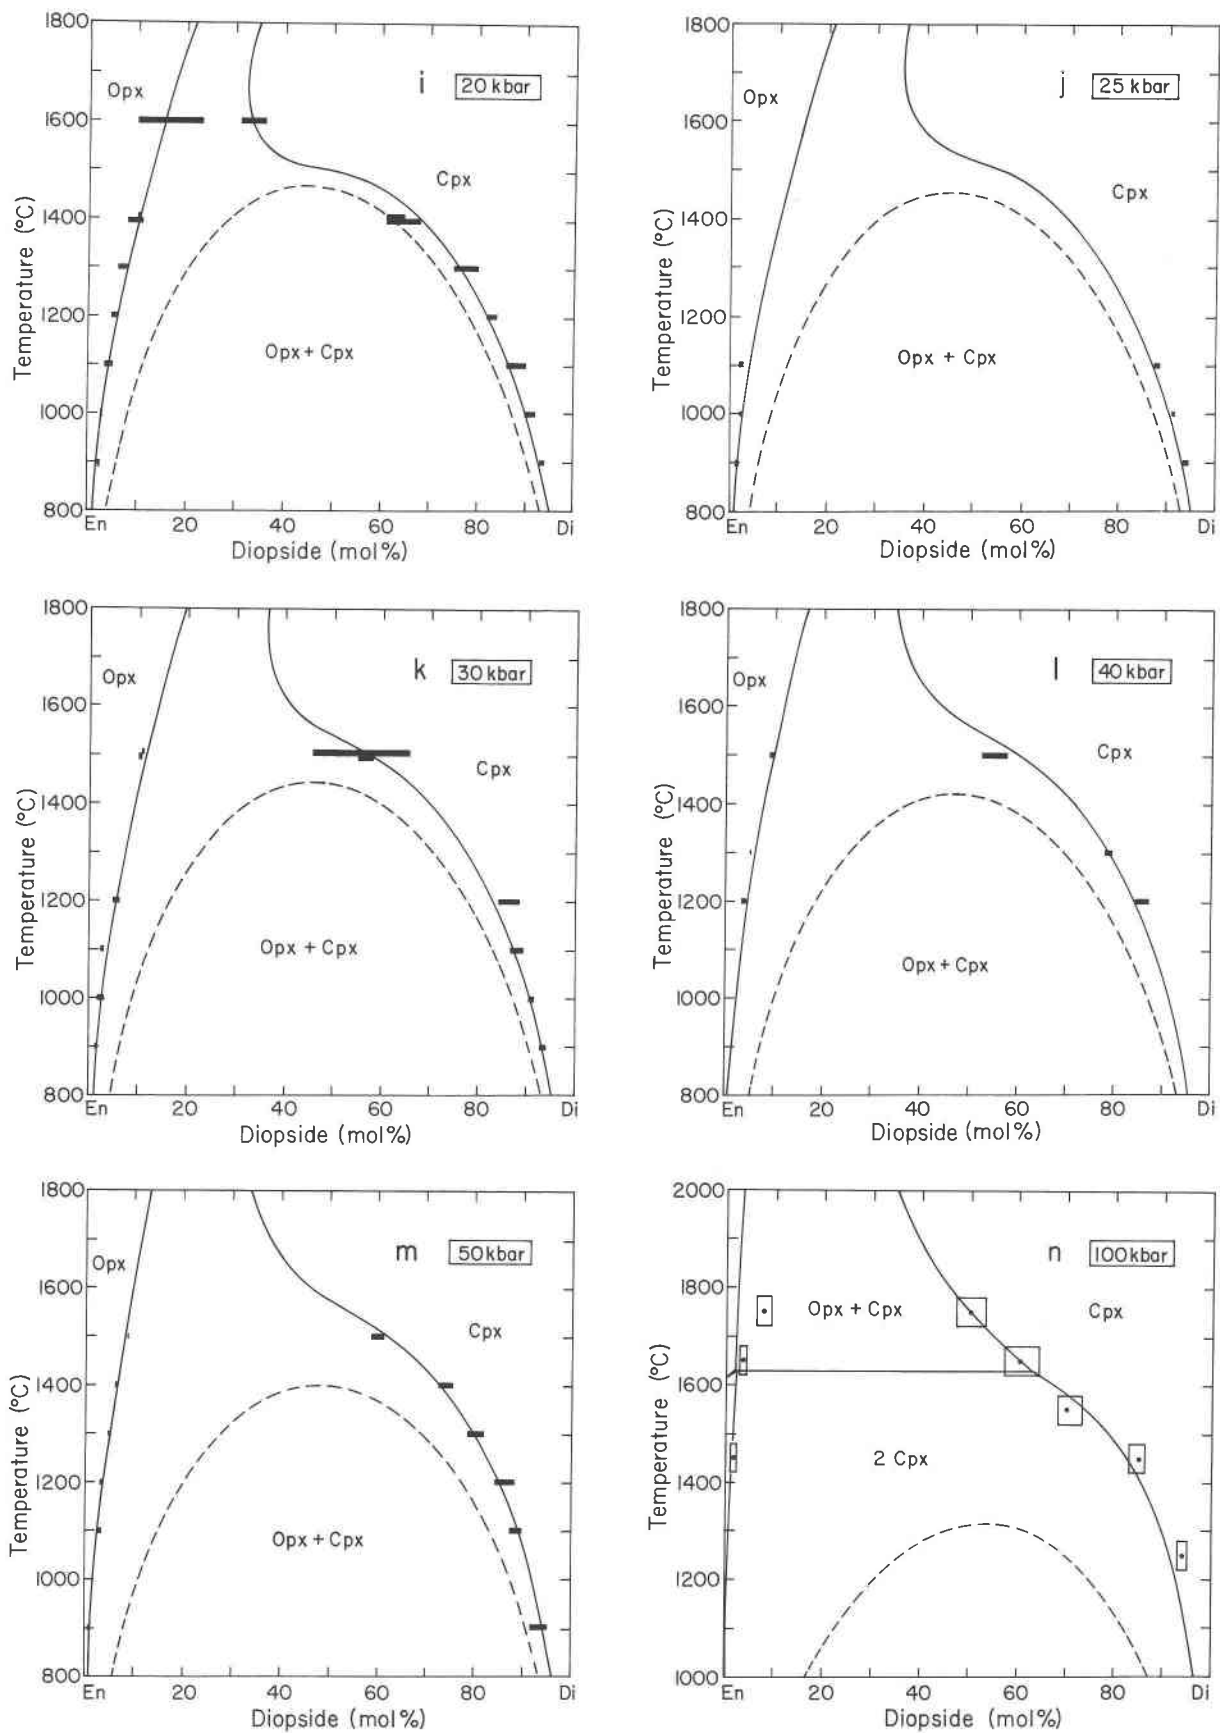 1800
1600
1400
1200
1000
800
Temperature (°C)
Opx
i
20 kbar
Cpx
Opx + Cpx
En
20
40
60
80
Di
Diopside (mol%)
1800
1600
1400
1200
1000
800
Temperature (°C)
Opx
j
25 kbar
Cpx
Opx + Cpx
En
20
40
60
80
Di
Diopside (mol%)
1800
1600
1400
1200
1000
800
Temperature (°C)
Opx
k
30 kbar
Cpx
Opx + Cpx
En
20
40
60
80
Di
Diopside (mol%)
1800
1600
1400
1200
1000
800
Temperature (°C)
Opx
l
40 kbar
Cpx
Opx + Cpx
En
20
40
60
80
Di
Diopside (mol%)
1800
1600
1400
1200
1000
800
Temperature (°C)
Opx
m
50 kbar
Cpx
Opx + Cpx
En
20
40
60
80
Di
Diopside (mol%)
2000
1800
1600
1400
1200
1000
Temperature (°C)
n
100 kbar
Opx + Cpx
Cpx
2 Cpx
En
20
40
60
80
Di
Diopside (mol%)